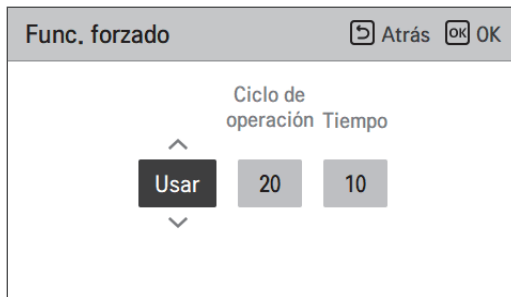 Func. forzado
Atrás OK OK
Ciclo de
operación Tiempo
Usar 20 10